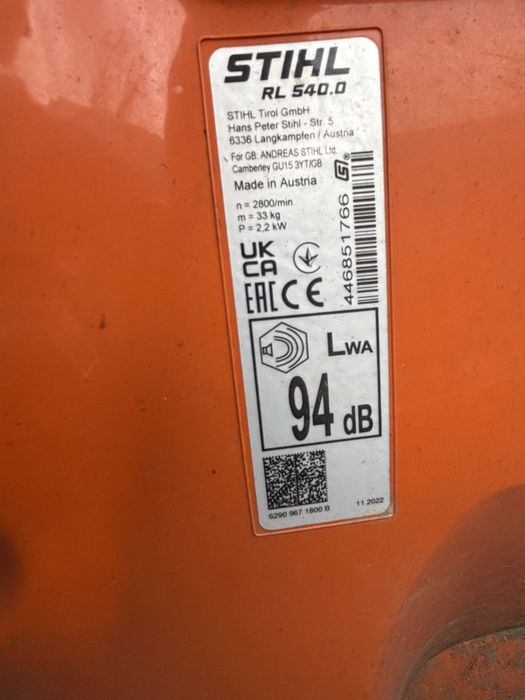 STIHL
RL 540.0
STIHL Tirol GmbH
Hans Peter Stihl - Str. 5
6336 Langkampfen / Austria
For GB: ANDREAS STIHL Ltd.
Camberley GU15 3YT/GB
Made in Austria
n = 2800/min
m = 33 kg
P = 2,2 kW
446851766
UK
CA
EAC CE
LWA
94 dB
6290 967 1800 B
11.2022